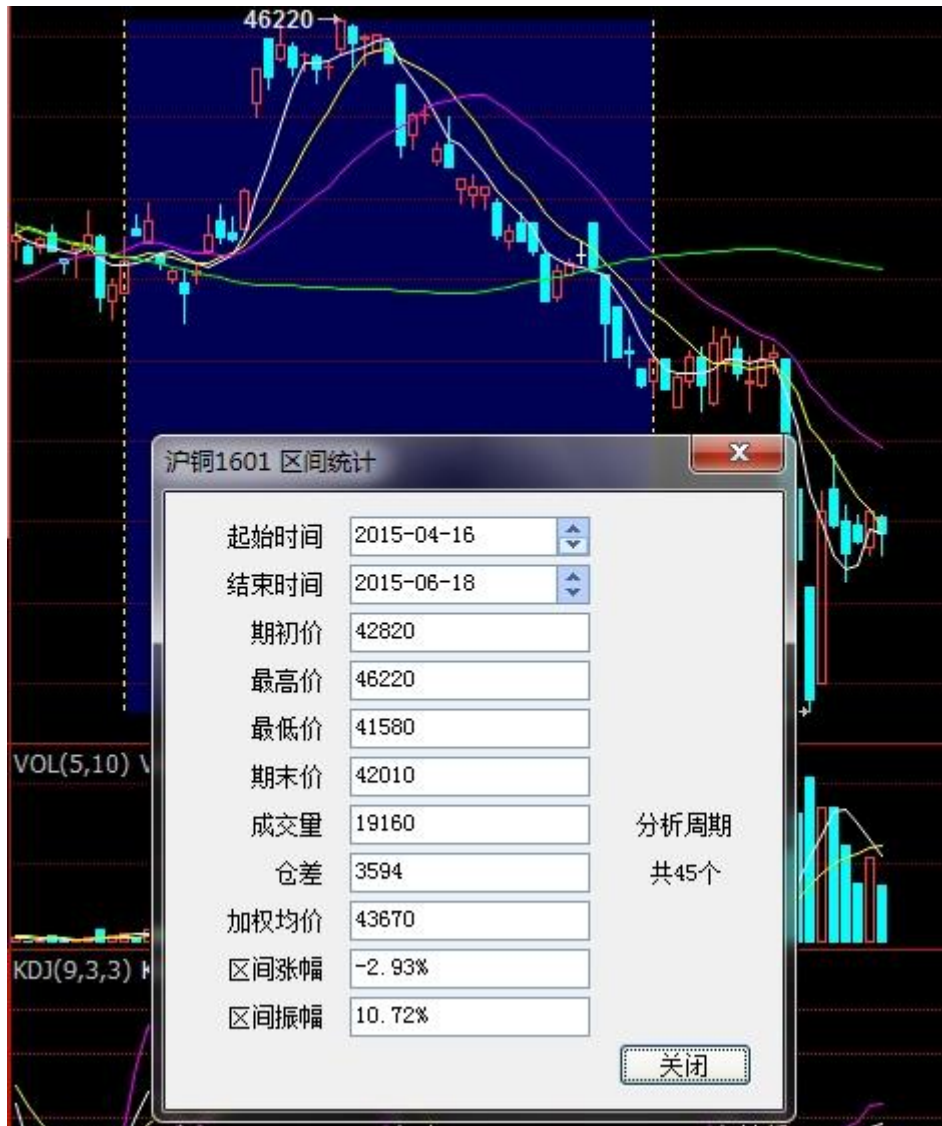 46220
沪铜1601 区间统计
起始时间 2015-04-16
结束时间 2015-06-18
期初价 42820
最高价 46220
最低价 41580
期末价 42010
VOL(5,10)
成交量 19160 分析周期
仓差 3594 共45个
加权均价 43670
KDJ(9,3,3)
区间涨幅 -2.93%
区间振幅 10.72%
关闭